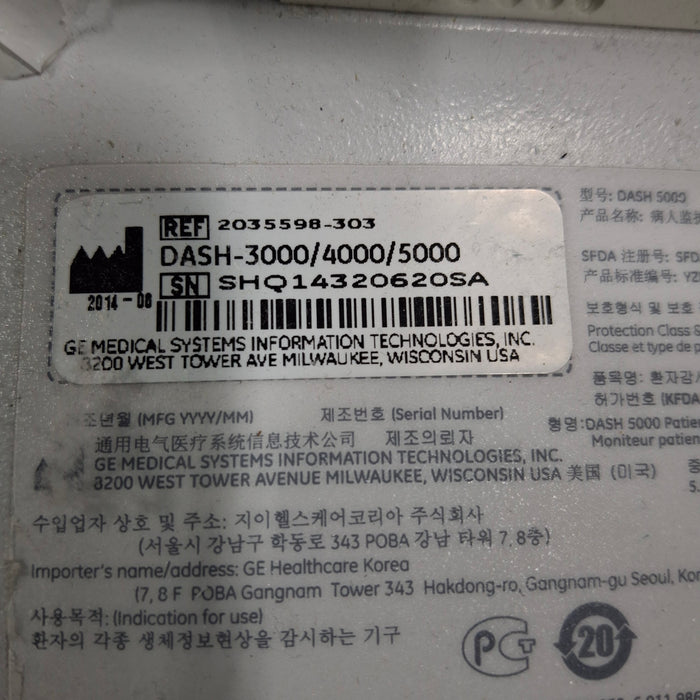 REF 2035598-303
DASH-3000/4000/5000
SN SHQ14320620SA
2014-08
GE MEDICAL SYSTEMS INFORMATION TECHNOLOGIES, INC.
8200 WEST TOWER AVE MILWAUKEE, WISCONSIN USA
型号: DASH 5000
产品名称: 病人监护
SFDA 注册号: SFD
产品标准编号: YZ
보호형식 및 보호
Protection Class &
Classe et type de p
품목명: 환자감시
허가번호 (KFDA
형명: DASH 5000 Patie
Moniteur patien
조년월 (MFG YYYY/MM) 제조번호 (Serial Number)
通用电气医疗系统信息技术公司 제조의뢰자
GE MEDICAL SYSTEMS INFORMATION TECHNOLOGIES, INC.
8200 WEST TOWER AVENUE MILWAUKEE, WISCONSIN USA 美国 (미국)
수입업자 상호 및 주소: 지이헬스케어코리아 주식회사
(서울시 강남구 학동로 343 POBA 강남 타워 7, 8층)
Importer's name/address: GE Healthcare Korea
(7, 8 F POBA Gangnam Tower 343 Hakdong-ro, Gangnam-gu Seoul, Kor
사용목적: (Indication for use)
환자의 각종 생체정보현상을 감시하는 기구
PCT
20